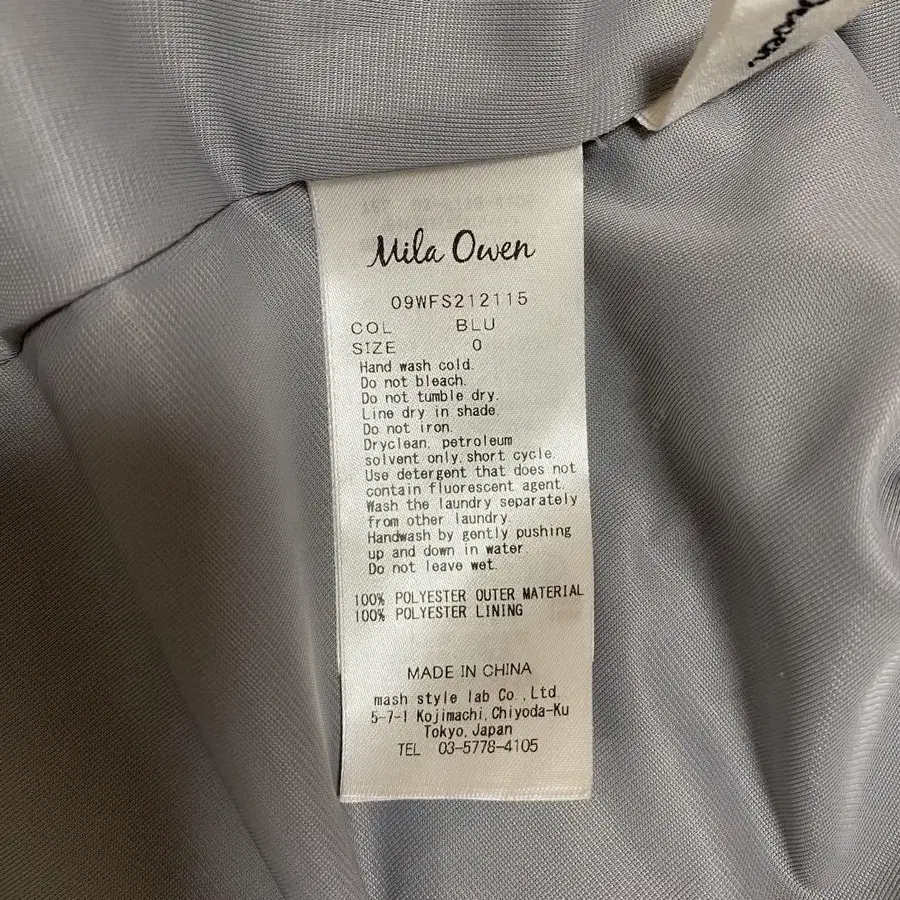 Owen.
Mila Owen
09WFS212115
COL BLU
SIZE 0
Hand wash cold.
Do not bleach.
Do not tumble dry.
Line dry in shade.
Do not iron.
Dryclean, petroleum
solvent only.short cycle.
Use detergent that does not
contain fluorescent agent.
Wash the laundry separately
from other laundry.
Handwash by gently pushing
up and down in water.
Do not leave wet.
100% POLYESTER OUTER MATERIAL
100% POLYESTER LINING
MADE IN CHINA
mash style lab Co.,Ltd.
5-7-1 Kojimachi,Chiyoda-Ku
Tokyo,Japan
TEL 03-5778-4105